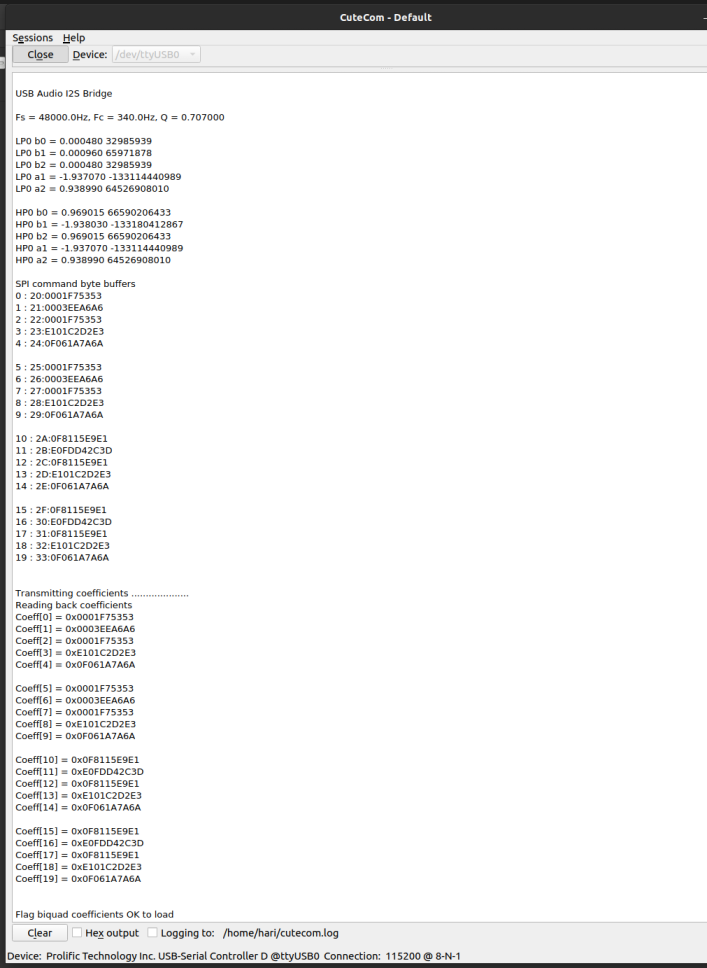 CuteCom - Default
Sessions Help
Close Device: /dev/ttyUSB0
USB Audio I2S Bridge
Fs = 48000.0Hz, Fc = 340.0Hz, Q = 0.707000
LP0 b0 = 0.000480 32985939
LP0 b1 = 0.000960 65971878
LP0 b2 = 0.000480 32985939
LP0 a1 = -1.937070 -133114440989
LP0 a2 = 0.938990 64526908010
HP0 b0 = 0.969015 66590206433
HP0 b1 = -1.938030 -133180412867
HP0 b2 = 0.969015 66590206433
HP0 a1 = -1.937070 -133114440989
HP0 a2 = 0.938990 64526908010
SPI command byte buffers
0 : 20:0001F75353
1 : 21:0003EEA6A6
2 : 22:0001F75353
3 : 23:E101C2D2E3
4 : 24:0F061A7A6A
5 : 25:0001F75353
6 : 26:0003EEA6A6
7 : 27:0001F75353
8 : 28:E101C2D2E3
9 : 29:0F061A7A6A
10 : 2A:0F8115E9E1
11 : 2B:E0FDD42C3D
12 : 2C:0F8115E9E1
13 : 2D:E101C2D2E3
14 : 2E:0F061A7A6A
15 : 2F:0F8115E9E1
16 : 30:E0FDD42C3D
17 : 31:0F8115E9E1
18 : 32:E101C2D2E3
19 : 33:0F061A7A6A
Transmitting coefficients ....................
Reading back coefficients
Coeff[0] = 0x0001F75353
Coeff[1] = 0x0003EEA6A6
Coeff[2] = 0x0001F75353
Coeff[3] = 0xE101C2D2E3
Coeff[4] = 0x0F061A7A6A
Coeff[5] = 0x0001F75353
Coeff[6] = 0x0003EEA6A6
Coeff[7] = 0x0001F75353
Coeff[8] = 0xE101C2D2E3
Coeff[9] = 0x0F061A7A6A
Coeff[10] = 0x0F8115E9E1
Coeff[11] = 0xE0FDD42C3D
Coeff[12] = 0x0F8115E9E1
Coeff[13] = 0xE101C2D2E3
Coeff[14] = 0x0F061A7A6A
Coeff[15] = 0x0F8115E9E1
Coeff[16] = 0xE0FDD42C3D
Coeff[17] = 0x0F8115E9E1
Coeff[18] = 0xE101C2D2E3
Coeff[19] = 0x0F061A7A6A
Flag biquad coefficients OK to load
Clear Hex output Logging to: /home/hari/cutecom.log
Device: Prolific Technology Inc. USB-Serial Controller D @ttyUSB0 Connection: 115200 @ 8-N-1